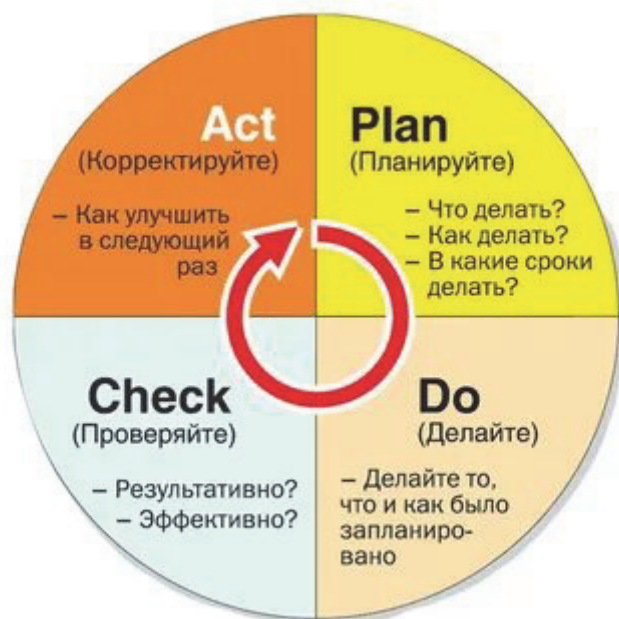 Act
(Корректируйте)
– Как улучшить
в следующий
раз
Plan
(Планируйте)
– Что делать?
– Как делать?
– В какие сроки
делать?
Check
(Проверяйте)
– Результативно?
– Эффективно?
Do
(Делайте)
– Делайте то,
что и как было
запланиро-
вано